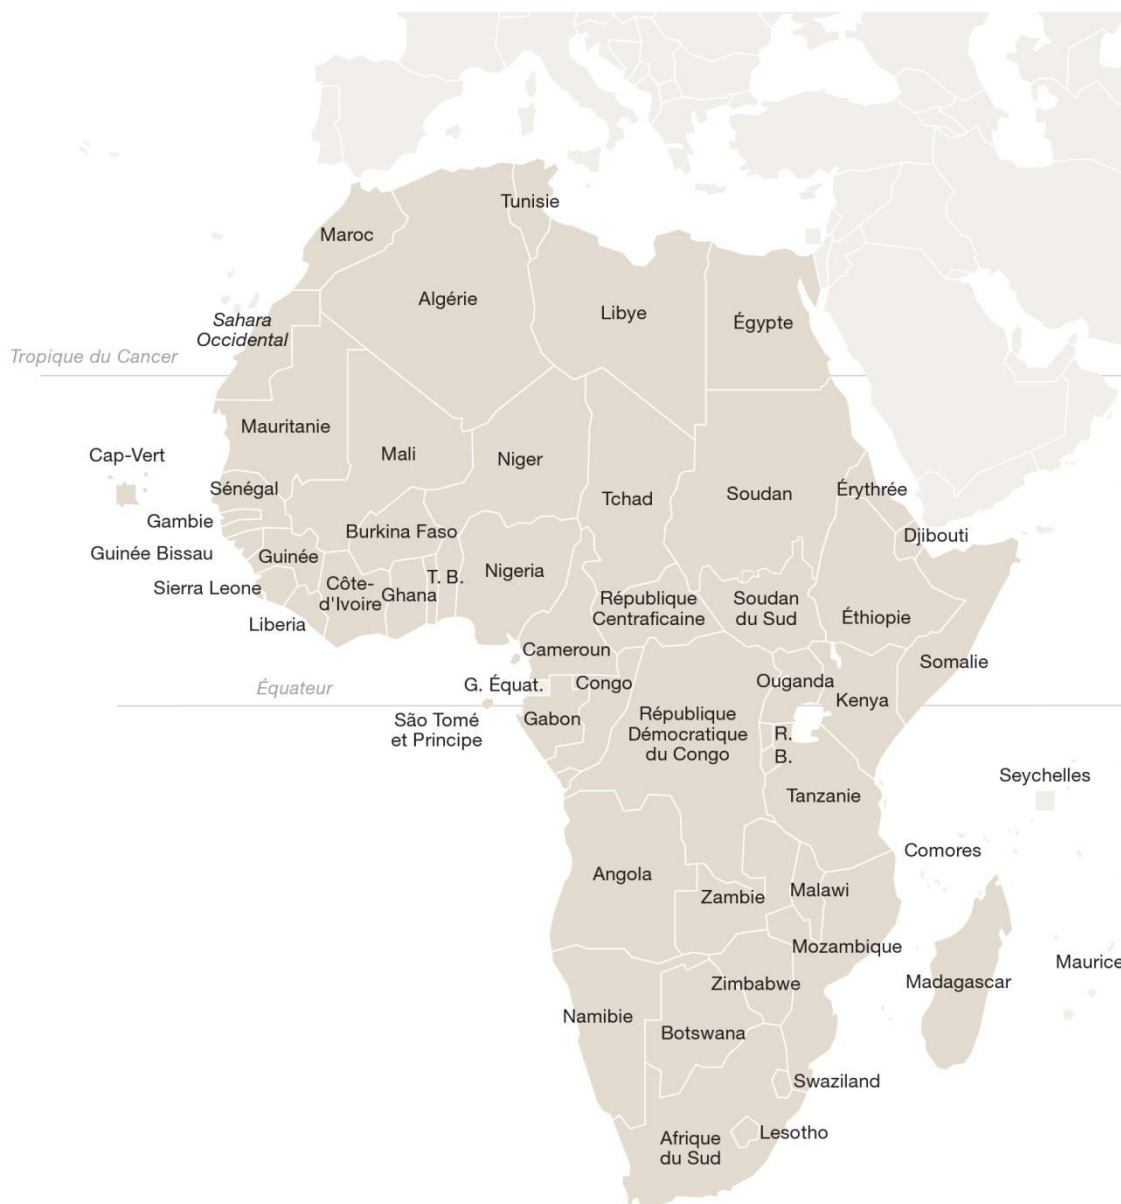 Tunisie
Maroc
Algérie
Libye
Égypte
Sahara
Occidental
Tropique du Cancer
Mauritanie
Mali
Niger
Cap-Vert
Sénégal
Tchad
Soudan
Érythrée
Gambie
Burkina Faso
Djibouti
Guinée Bissau
Guinée
Nigeria
T. B.
Sierra Leone
Côte-
d'Ivoire
Ghana
République
Centraficaine
Soudan
du Sud
Éthiopie
Liberia
Cameroun
Somalie
G. Équat.
Congo
Ouganda
Équateur
Kenya
São Tomé
et Principe
Gabon
République
Démocratique
du Congo
R.
B.
Seychelles
Tanzanie
Comores
Angola
Zambie
Malawi
Mozambique
Maurice
Zimbabwe
Madagascar
Namibie
Botswana
Swaziland
Lesotho
Afrique
du Sud